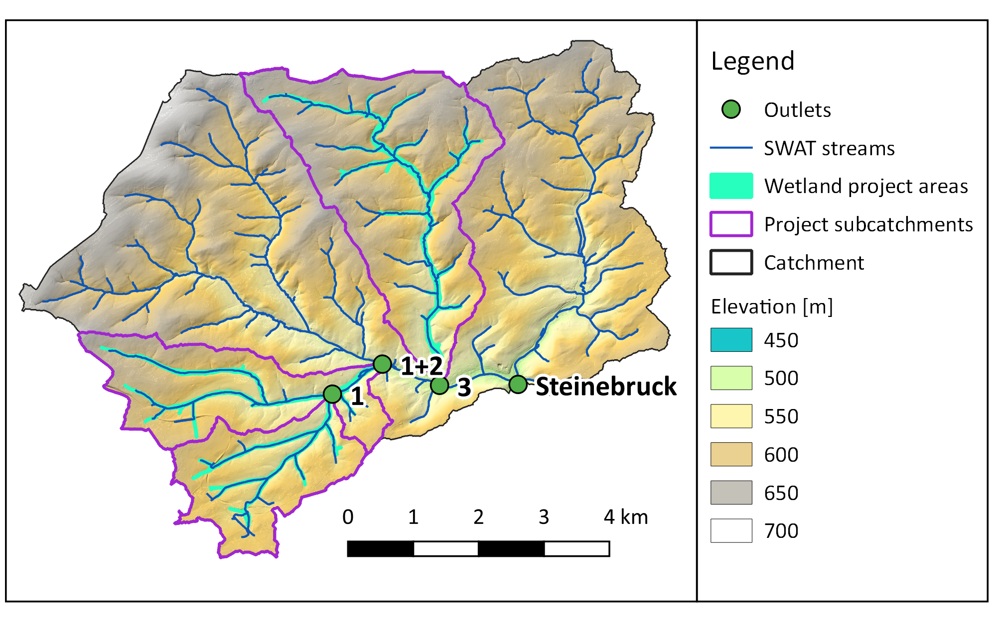 Legend
Outlets
SWAT streams
Wetland project areas
Project subcatchments
Catchment
Elevation [m]
450
500
550
600
650
700
1+2
1
3
Steinebruck
0 1 2 3 4 km